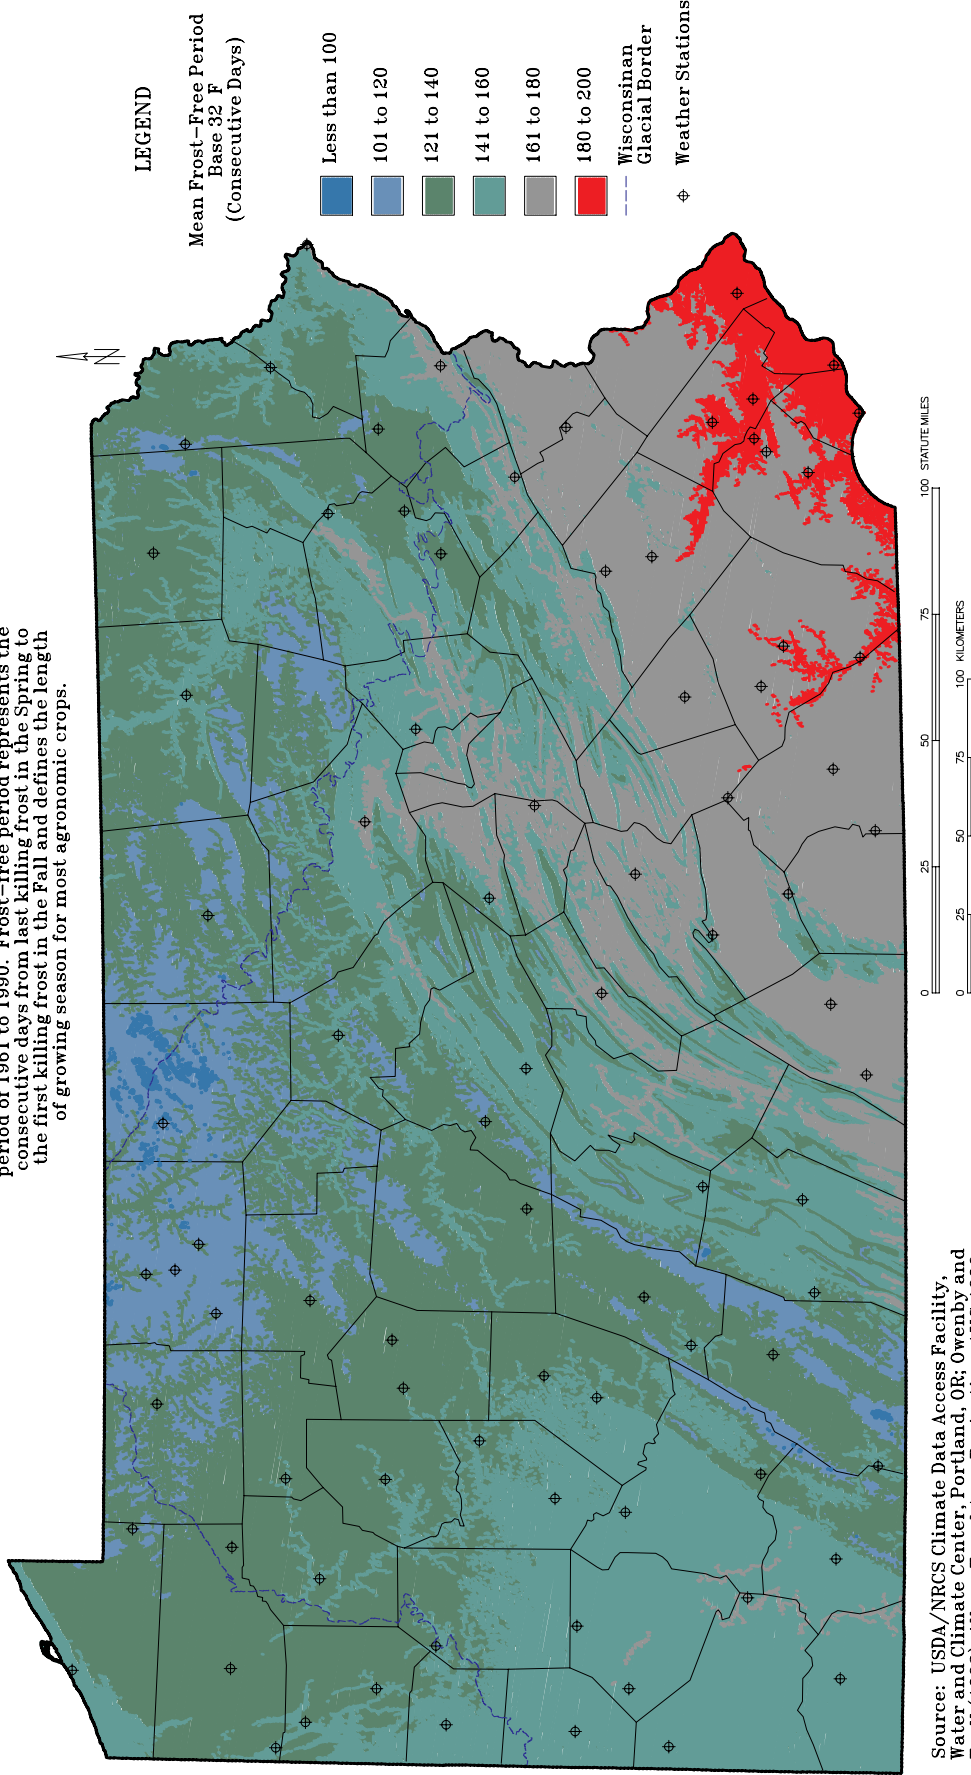 period of 1961 to 1990. Frost-free period represents the
consecutive days from last killing frost in the Spring to
the first killing frost in the Fall and defines the length
of growing season for most agronomic crops.
N
LEGEND
Mean Frost-Free Period
Base 32 F
(Consecutive Days)
Less than 100
101 to 120
121 to 140
141 to 160
161 to 180
180 to 200
Wisconsinan
Glacial Border
Weather Stations
0 25 50 75 100 STATUTE MILES
0 25 50 75 100 KILOMETERS
Source: USDA/NRCS Climate Data Access Facility,
Water and Climate Center, Portland, OR; Owenby and